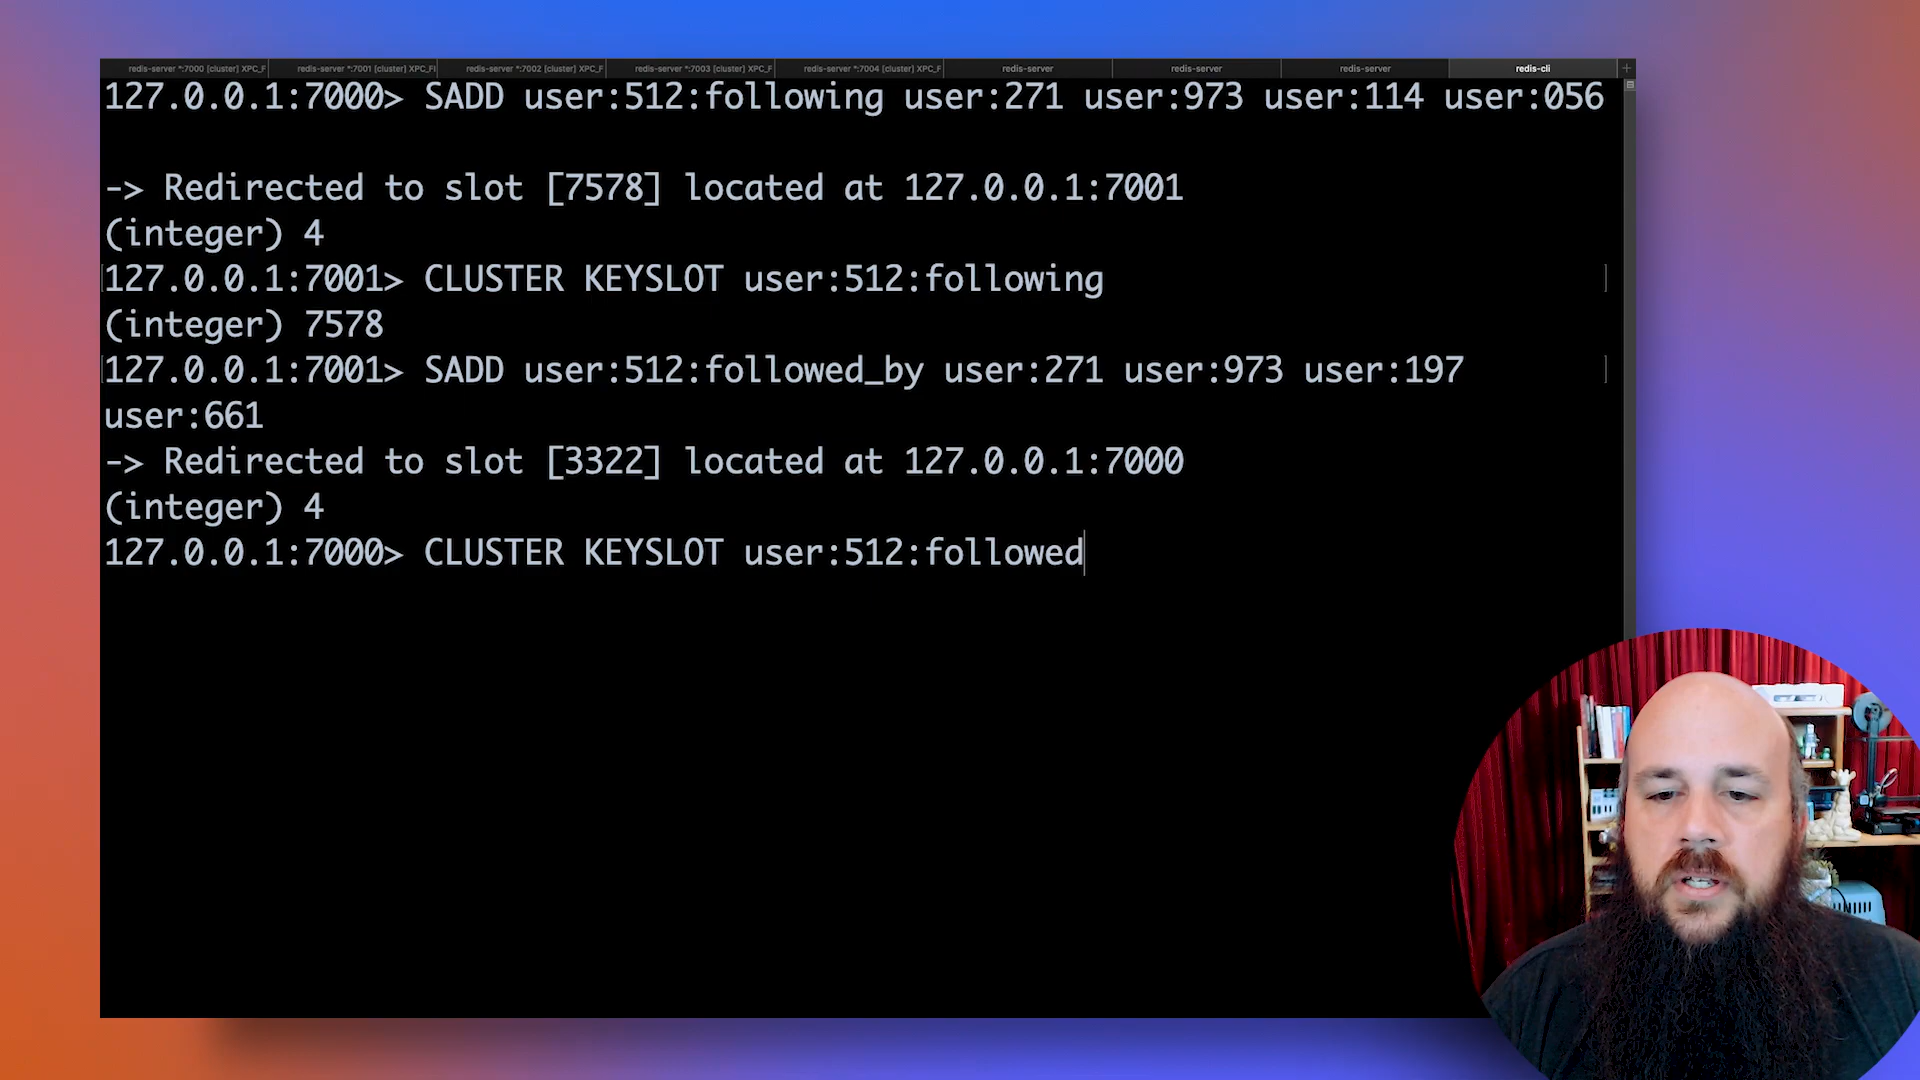 redis-server *:7000 [cluster] XPC_F
redis-server *:7001 [cluster] XPC_Fl
redis-server *:7002 [cluster] XPC_F
redis-server *:7003 [cluster] XPC_F
redis-server *:7004 [cluster] XPC_F
redis-server
redis-server
redis-server
redis-cli
127.0.0.1:7000> SADD user:512:following user:271 user:973 user:114 user:056
-> Redirected to slot [7578] located at 127.0.0.1:7001
(integer) 4
127.0.0.1:7001> CLUSTER KEYSLOT user:512:following
(integer) 7578
127.0.0.1:7001> SADD user:512:followed_by user:271 user:973 user:197
user:661
-> Redirected to slot [3322] located at 127.0.0.1:7000
(integer) 4
127.0.0.1:7000> CLUSTER KEYSLOT user:512:followed